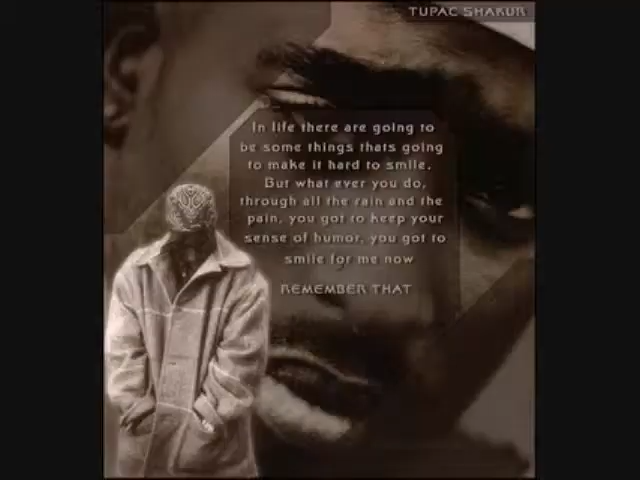 TUPAC SHAKUR
In life there are going to
be some things thats going
to make it hard to smile.
But what ever you do,
through all the rain and the
pain, you got to keep your
sense of humor, you got to
smile for me now
REMEMBER THAT